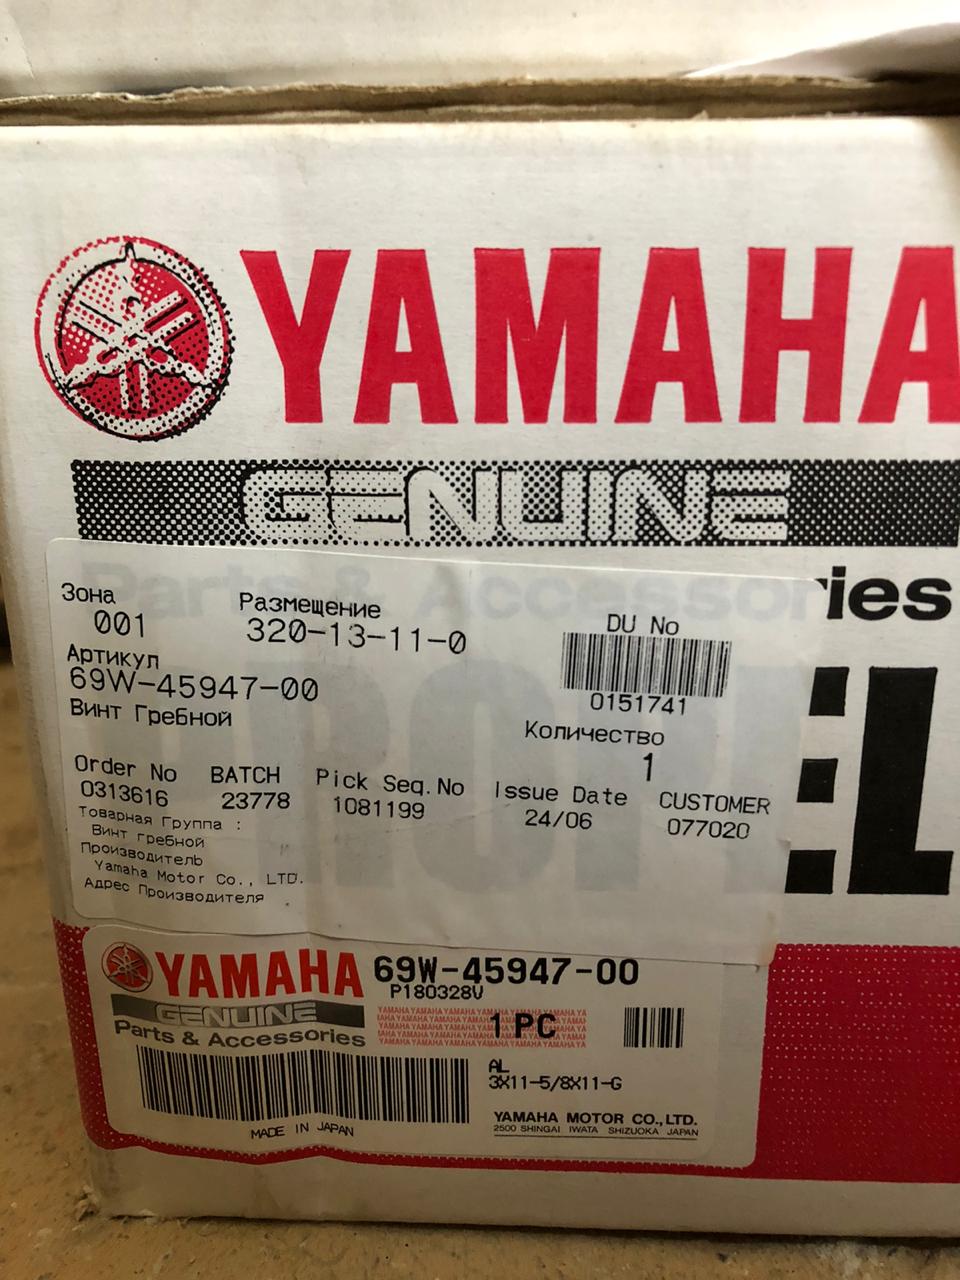 YAMAHA
GENUINE
Parts & Accessories
PROPEL
Зона
001
Размещение
320-13-11-0
DU No
0151741
Артикул
69W-45947-00
Винт Гребной
Количество
1
Order No
0313616
BATCH
23778
Pick Seq.No
1081199
Issue Date
24/06
CUSTOMER
077020
Товарная Группа :
Винт гребной
Производитель
Yamaha Motor Co., LTD.
Адрес Производителя
YAMAHA
69W-45947-00
P180328V
GENUINE
Parts & Accessories
1 PC
AL
3X11-5/8X11-G
YAMAHA MOTOR CO., LTD.
2500 SHINGAI IWATA SHIZUOKA JAPAN
MADE IN JAPAN